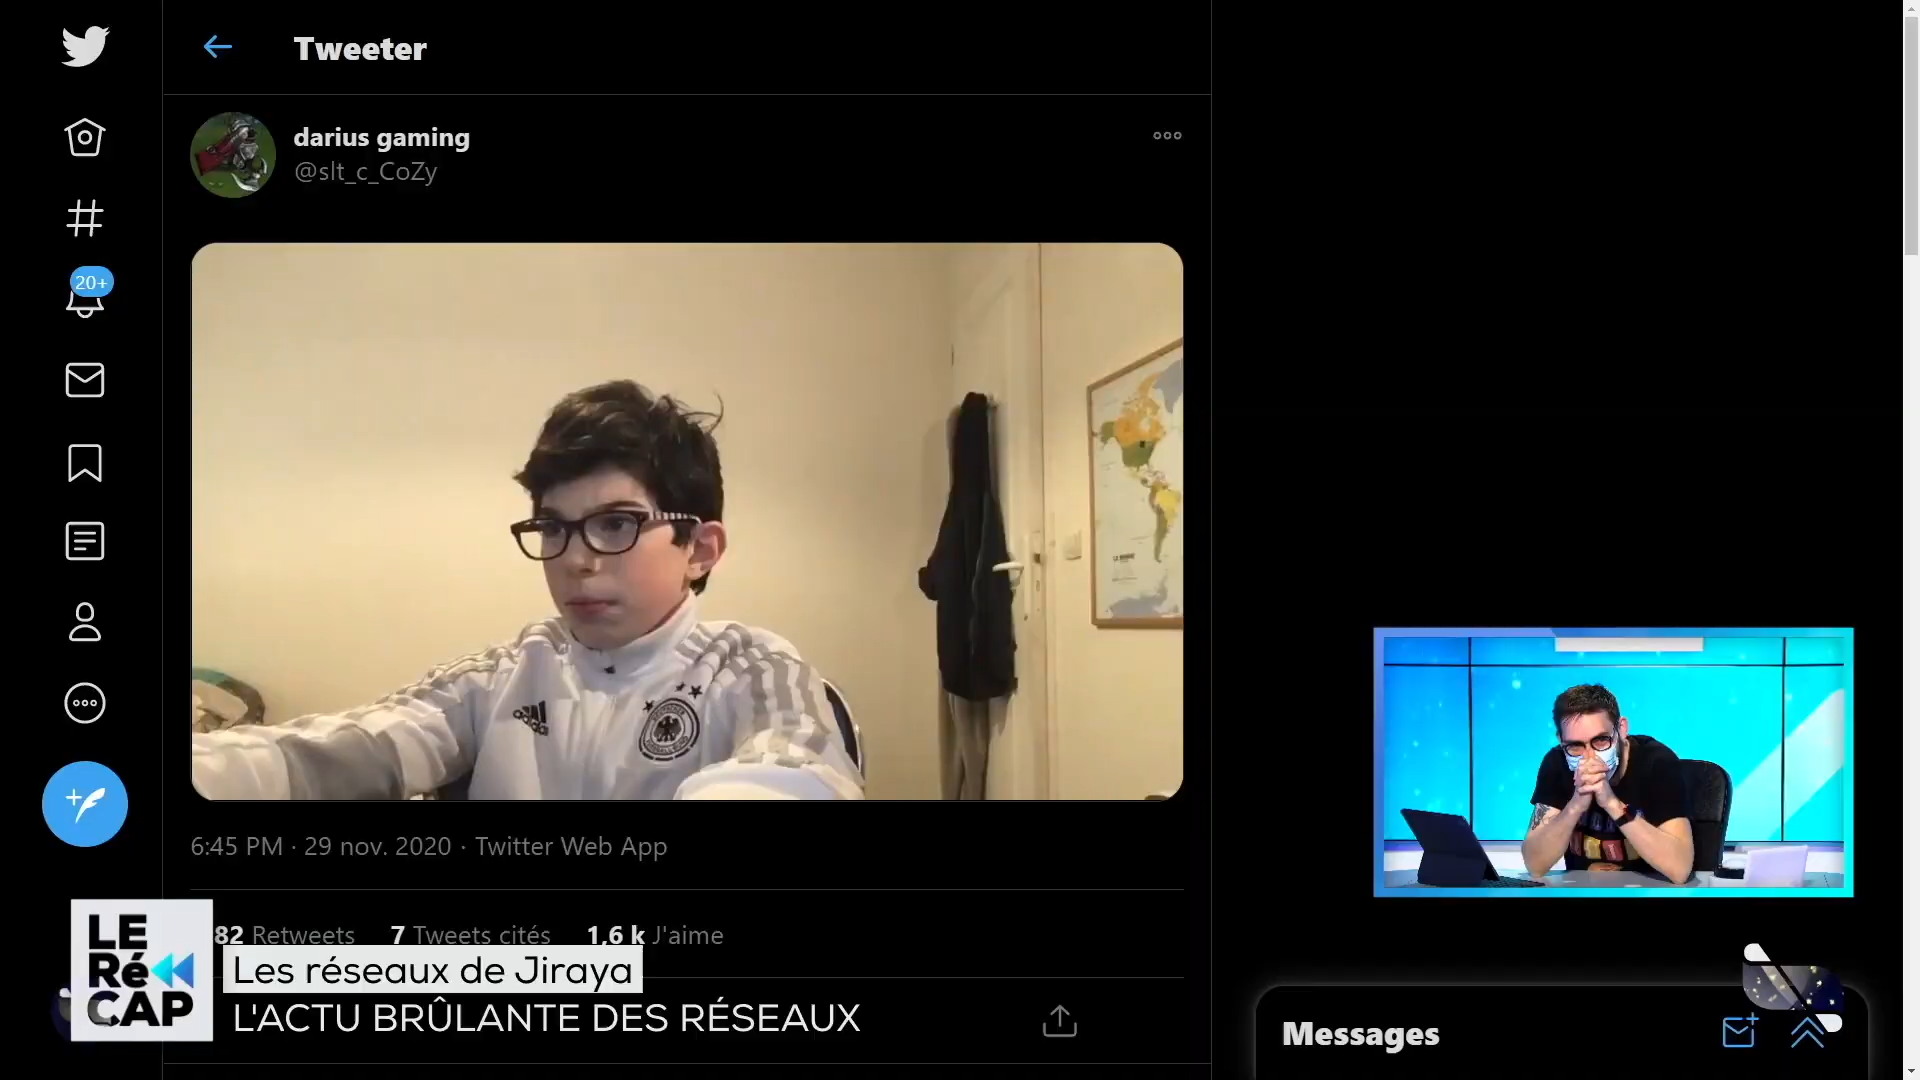 Tweeter
darius gaming
@slt_c_CoZy
20+
adidas
6:45 PM · 29 nov. 2020 · Twitter Web App
82 Retweets 7 Tweets cités 1,6 k J'aime
LE
Ré
CAP
Les réseaux de Jiraya
L'ACTU BRÛLANTE DES RÉSEAUX
Messages